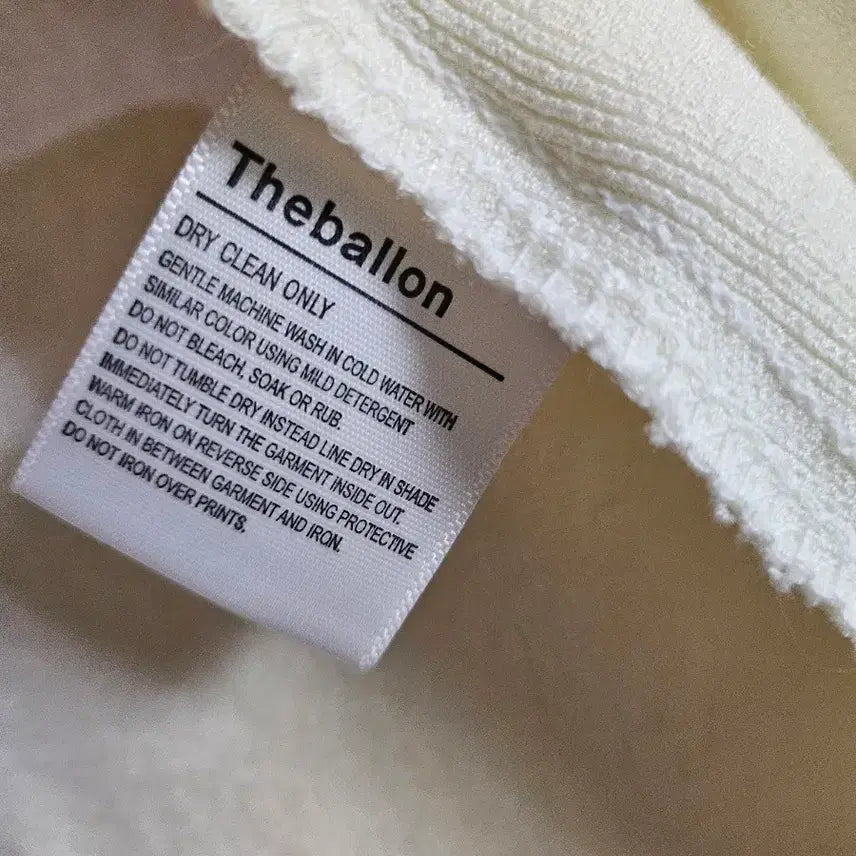 Theballon
DRY CLEAN ONLY
GENTLE MACHINE WASH IN COLD WATER WITH
SIMILAR COLOR USING MILD DETERGENT
DO NOT BLEACH, SOAK OR RUB.
DO NOT TUMBLE DRY INSTEAD LINE DRY IN SHADE
IMMEDIATELY TURN THE GARMENT INSIDE OUT.
WARM IRON ON REVERSE SIDE USING PROTECTIVE
CLOTH IN BETWEEN GARMENT AND IRON.
DO NOT IRON OVER PRINTS.